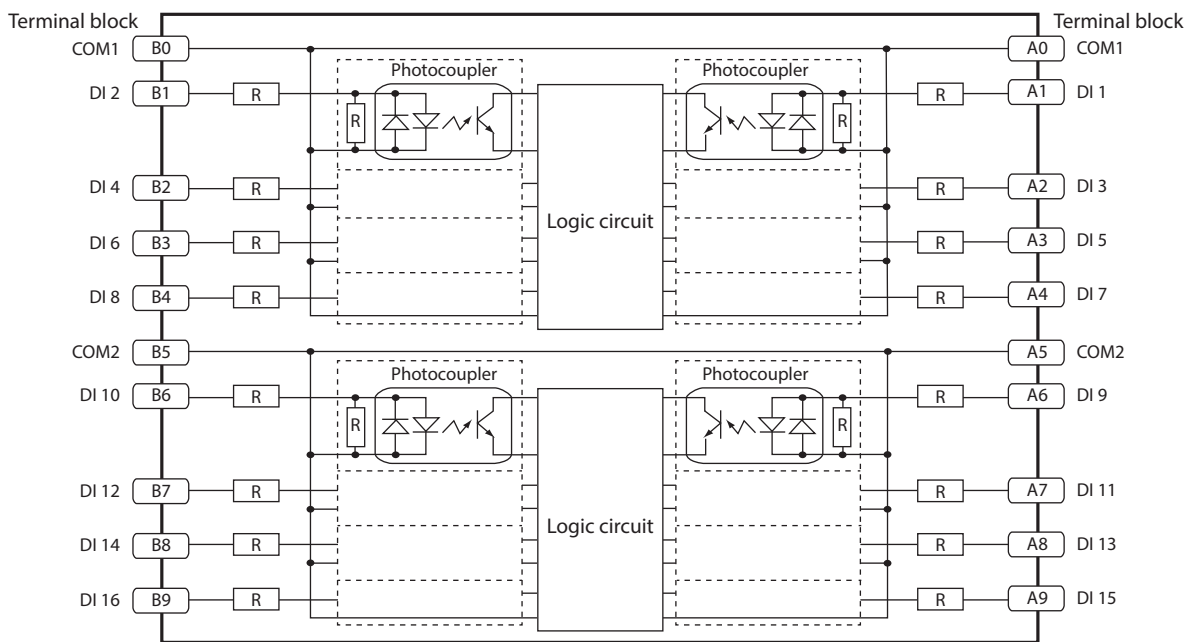 Terminal block Terminal block
COM1 B0 A0 COM1
Photocoupler Photocoupler
DI 2 B1 R R A1 DI 1
R R
DI 4 B2 R R A2 DI 3
Logic circuit
DI 6 B3 R R A3 DI 5
DI 8 B4 R R A4 DI 7
COM2 B5 A5 COM2
Photocoupler Photocoupler
DI 10 B6 R R A6 DI 9
R R
DI 12 B7 R R A7 DI 11
Logic circuit
DI 14 B8 R R A8 DI 13
DI 16 B9 R R A9 DI 15